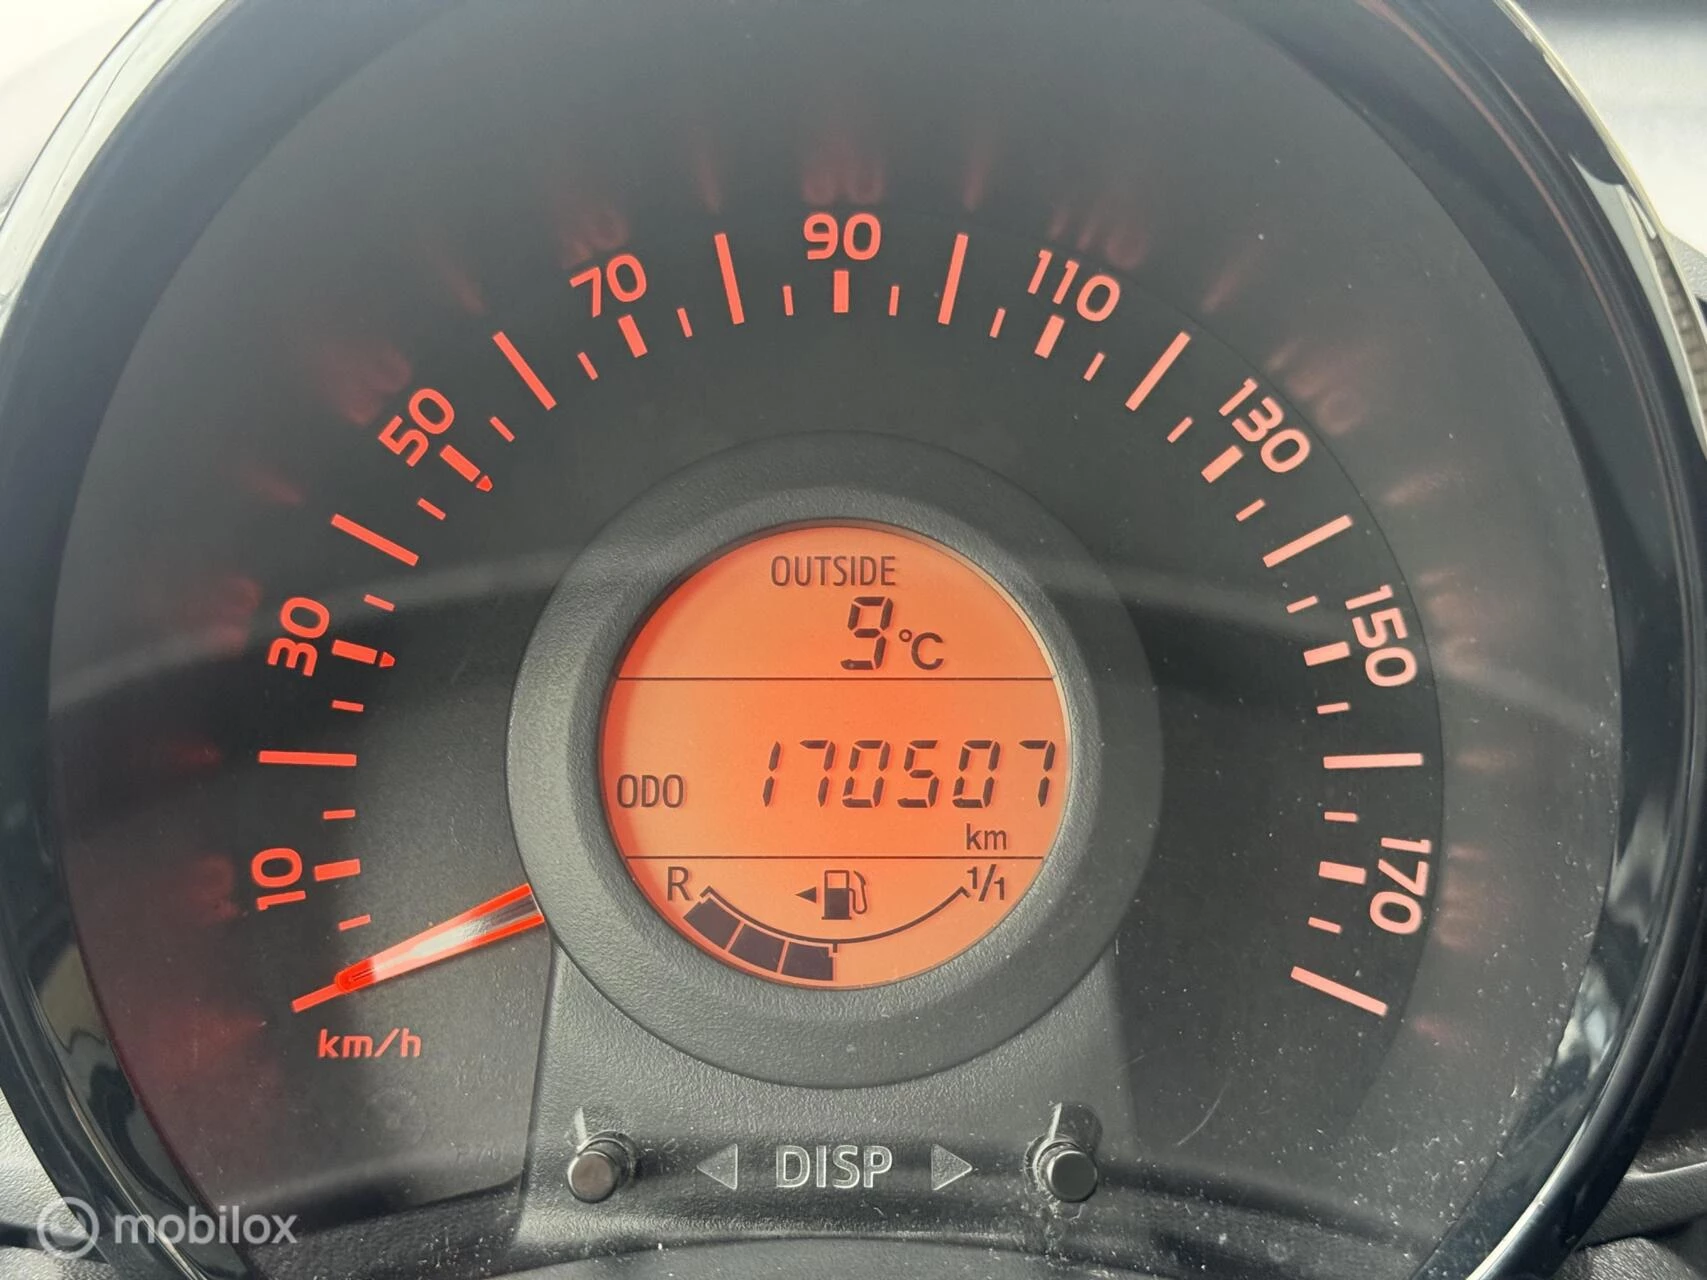 10
30
50
70
90
110
130
150
170
km/h
OUTSIDE
9°C
ODO 170507
km
R 1/1
DISP
mobilox